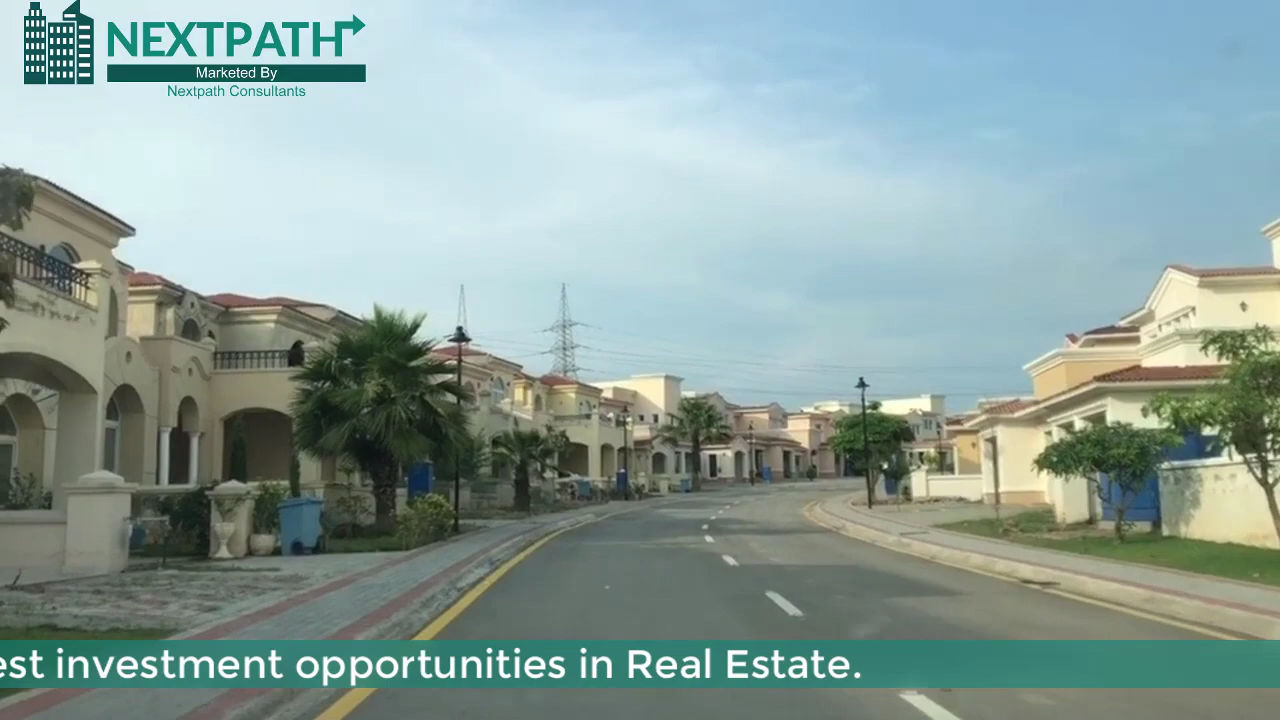 NEXTPATH
Marketed By
Nextpath Consultants
est investment opportunities in Real Estate.